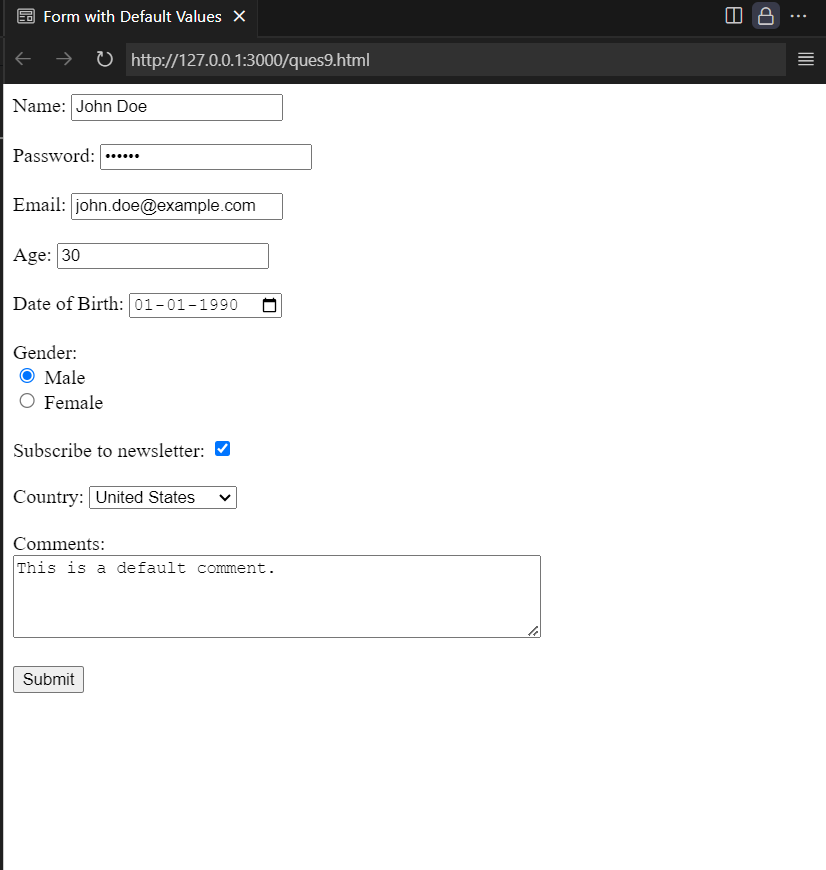 Form with Default Values
http://127.0.0.1:3000/ques9.html
Name: John Doe
Password: ••••••
Email: john.doe@example.com
Age: 30
Date of Birth: 01-01-1990
Gender:
Male
Female
Subscribe to newsletter:
Country: United States
Comments:
This is a default comment.
Submit